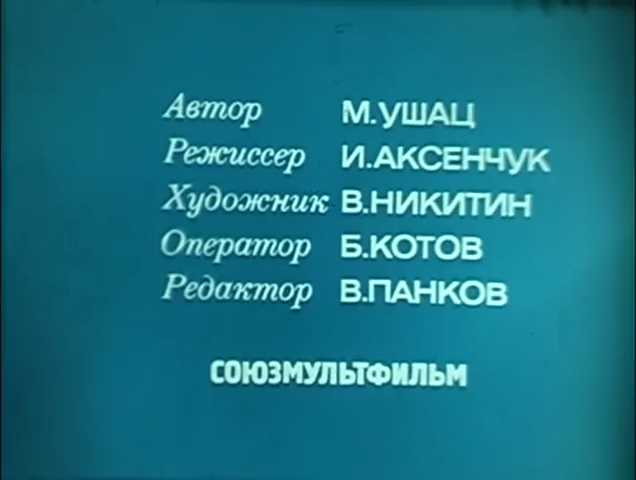 Автор М.УШАЦ
Режиссер И.АКСЕНЧУК
Художник В.НИКИТИН
Оператор Б.КОТОВ
Редактор В.ПАНКОВ
СОЮЗМУЛЬТФИЛЬМ